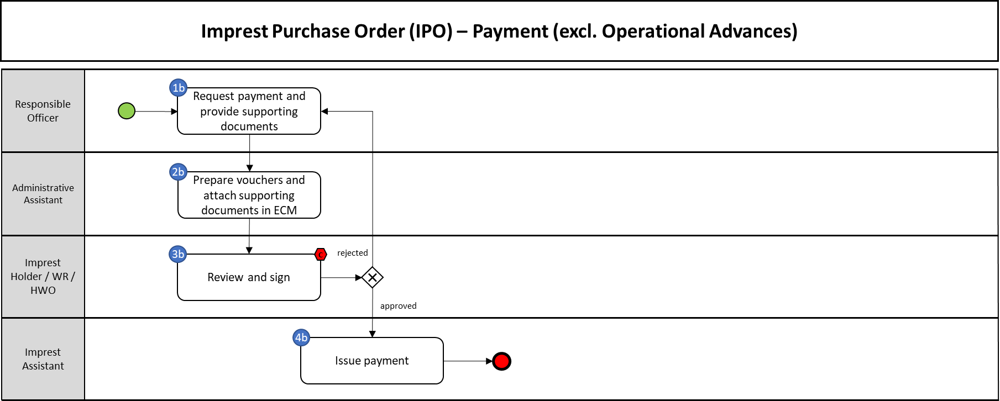 Imprest Purchase Order (IPO) – Payment (excl. Operational Advances)
Responsible
Officer
1b
Request payment and
provide supporting
documents
Administrative
Assistant
2b
Prepare vouchers and
attach supporting
documents in ECM
Imprest
Holder / WR /
HWO
3b
c
Review and sign
rejected
approved
Imprest
Assistant
4b
Issue payment